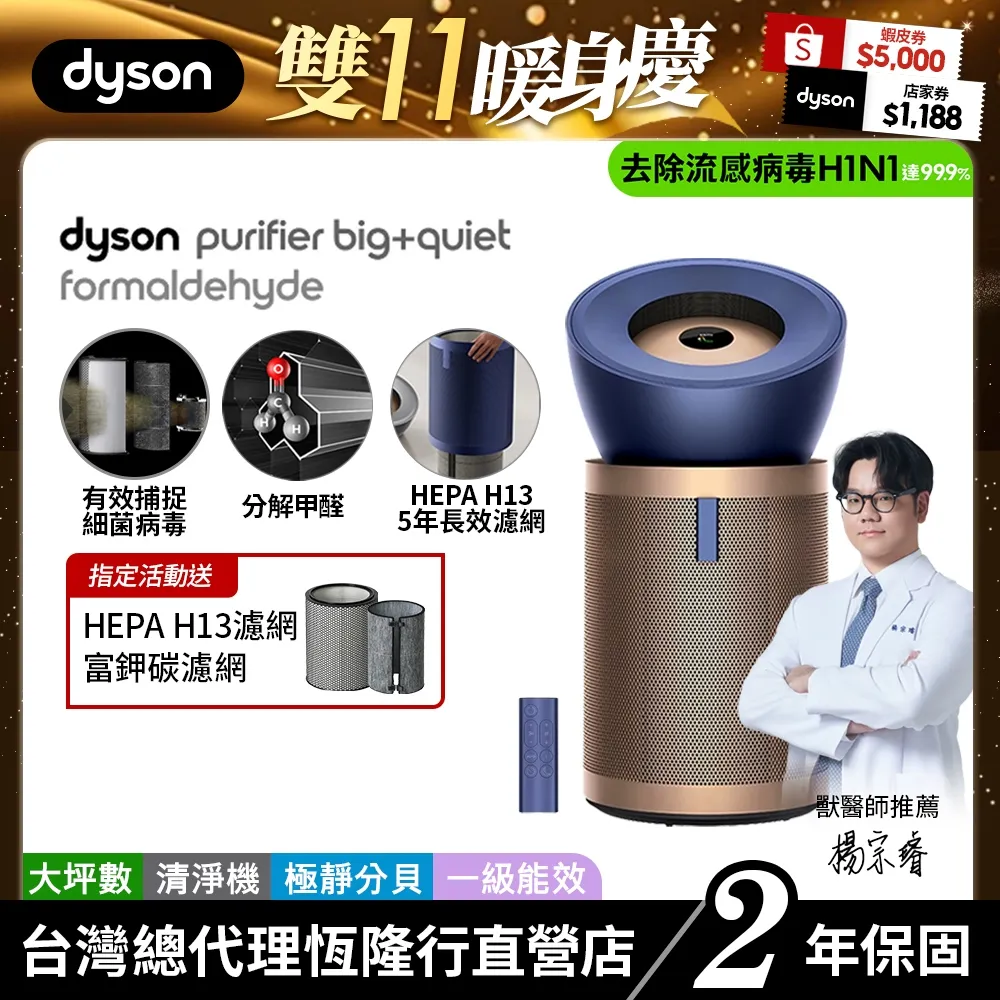 dyson
雙11暖身慶
蝦皮券
$5,000
dyson
店家券
$1,188
去除流感病毒H1N1達99.9%
dyson purifier big+quiet
formaldehyde
O
C
H
H
有效捕捉
細菌病毒
分解甲醛
HEPA H13
5年長效濾網
指定活動送
HEPA H13濾網
富鉀碳濾網
楊宗睿
獸醫師推薦
楊宗睿
大坪數
清淨機
極靜分貝
一級能效
台灣總代理恆隆行直營店
2年保固